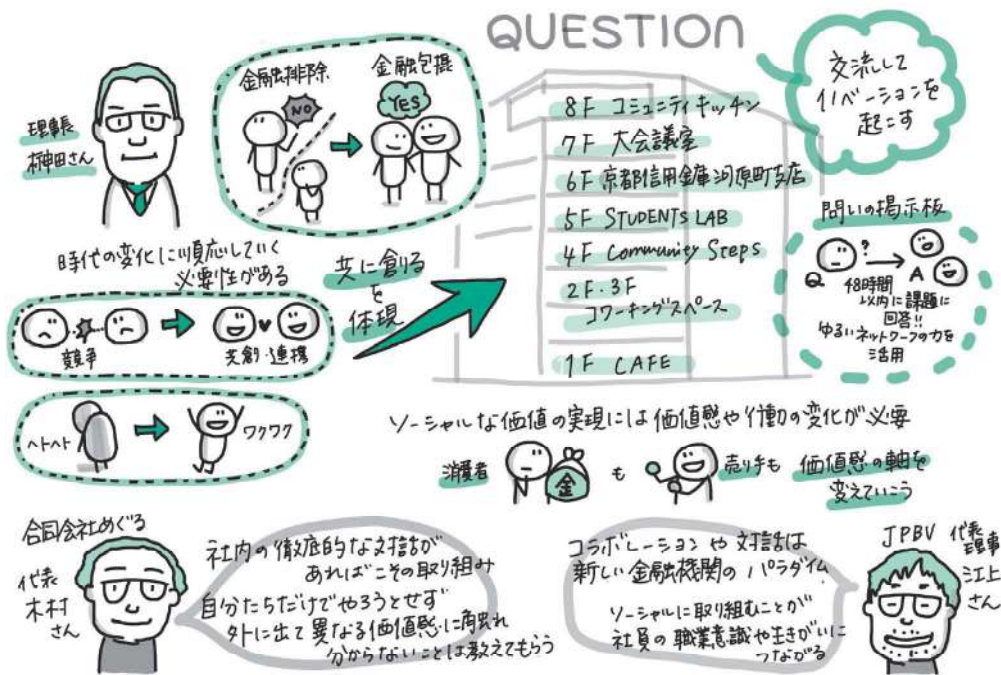 QUESTION
理事長
榊田さん
金融排除
NO
金融包摂
YES
時代の変化に順応していく
必要性がある
競争
共創・連携
ヘトヘト
ワクワク
共に創る
を
体現
8F コミュニティキッチン
7F 大会議室
6F 京都信用金庫河原町支店
5F STUDENTS LAB
4F Community Steps
2F・3F
コワーキングスペース
1F CAFE
交流して
イノベーションを
起こす
問いの掲示板
Q
?
A
48時間
以内に課題に
回答!!
ゆるいネットワークの力を
活用
ソーシャルな価値の実現には価値感や行動の変化が必要
消費者
金
も
売り手も
価値感の軸を
変えていこう
合同会社めぐる
代表
木村
さん
社内の徹底的な対話が
あればこその取り組み
自分たちだけでやろうとせず
外に出て異なる価値感に触れ
分からないことは教えてもらう
コラボレーションや対話は
新しい金融機関のパラダイム
ソーシャルに取り組むことが
社員の職業意識や生きがいに
つながる
JPBV 代表
理事
江上
さん